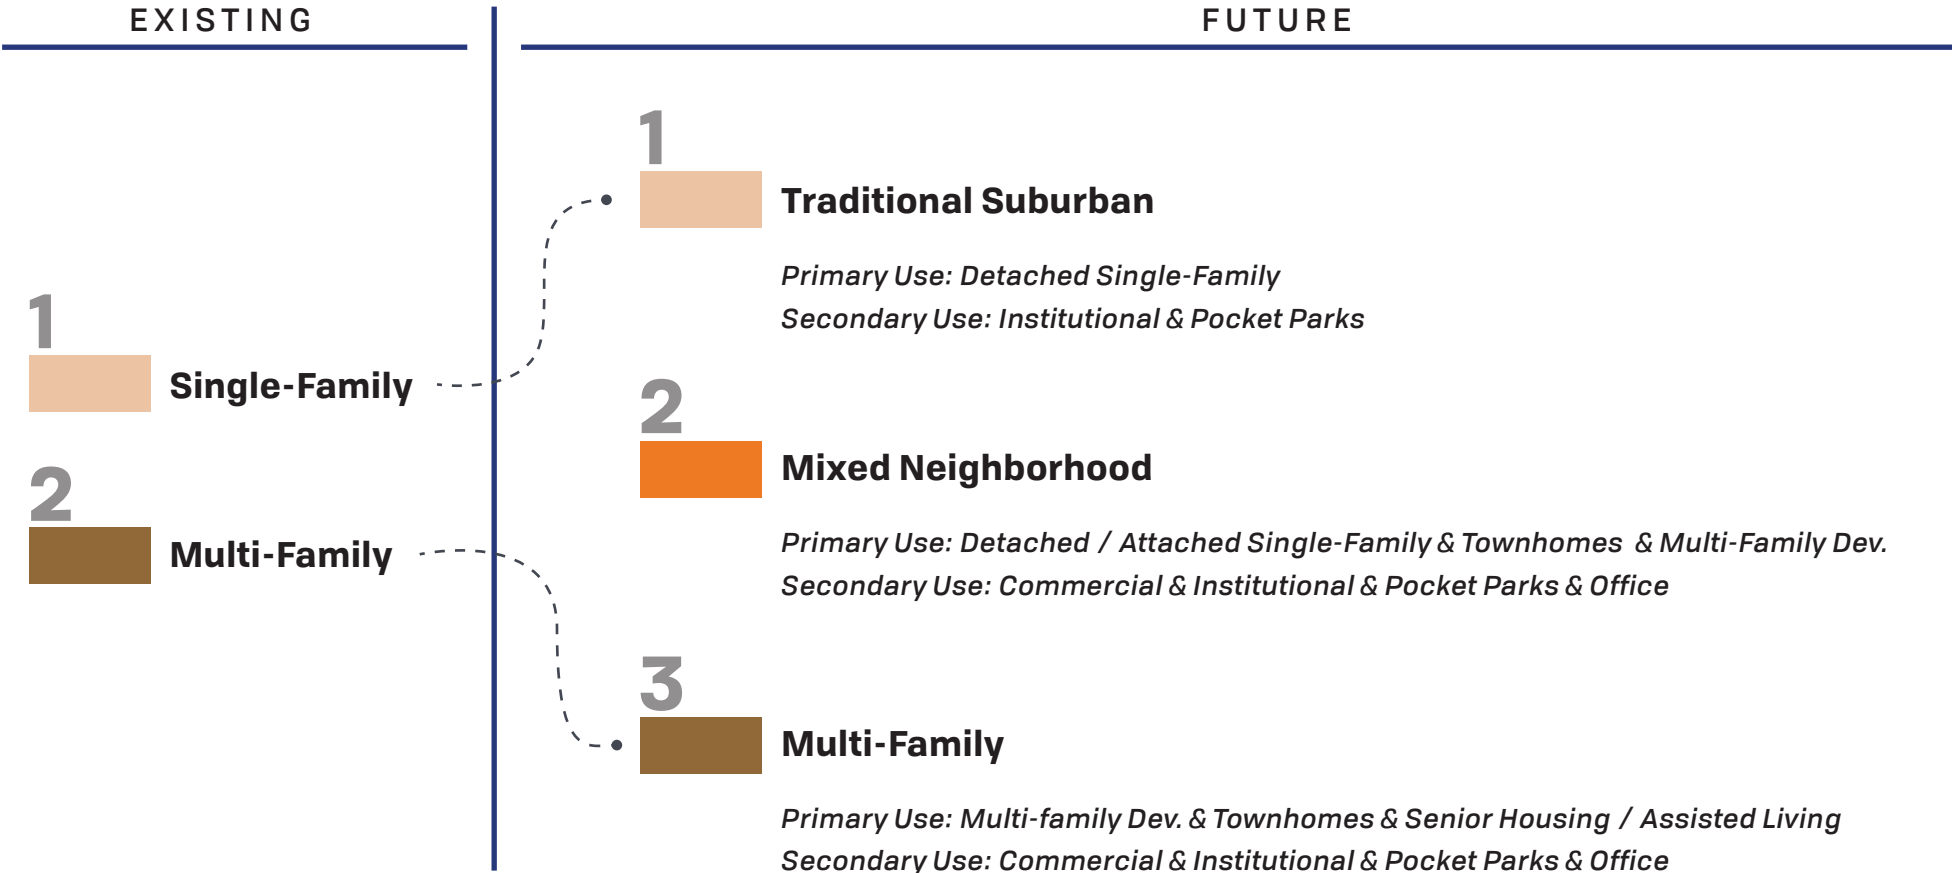 EXISTING
FUTURE
1
Single-Family
2
Multi-Family
1
Traditional Suburban
Primary Use: Detached Single-Family
Secondary Use: Institutional & Pocket Parks
2
Mixed Neighborhood
Primary Use: Detached / Attached Single-Family & Townhomes & Multi-Family Dev.
Secondary Use: Commercial & Institutional & Pocket Parks & Office
3
Multi-Family
Primary Use: Multi-family Dev. & Townhomes & Senior Housing / Assisted Living
Secondary Use: Commercial & Institutional & Pocket Parks & Office